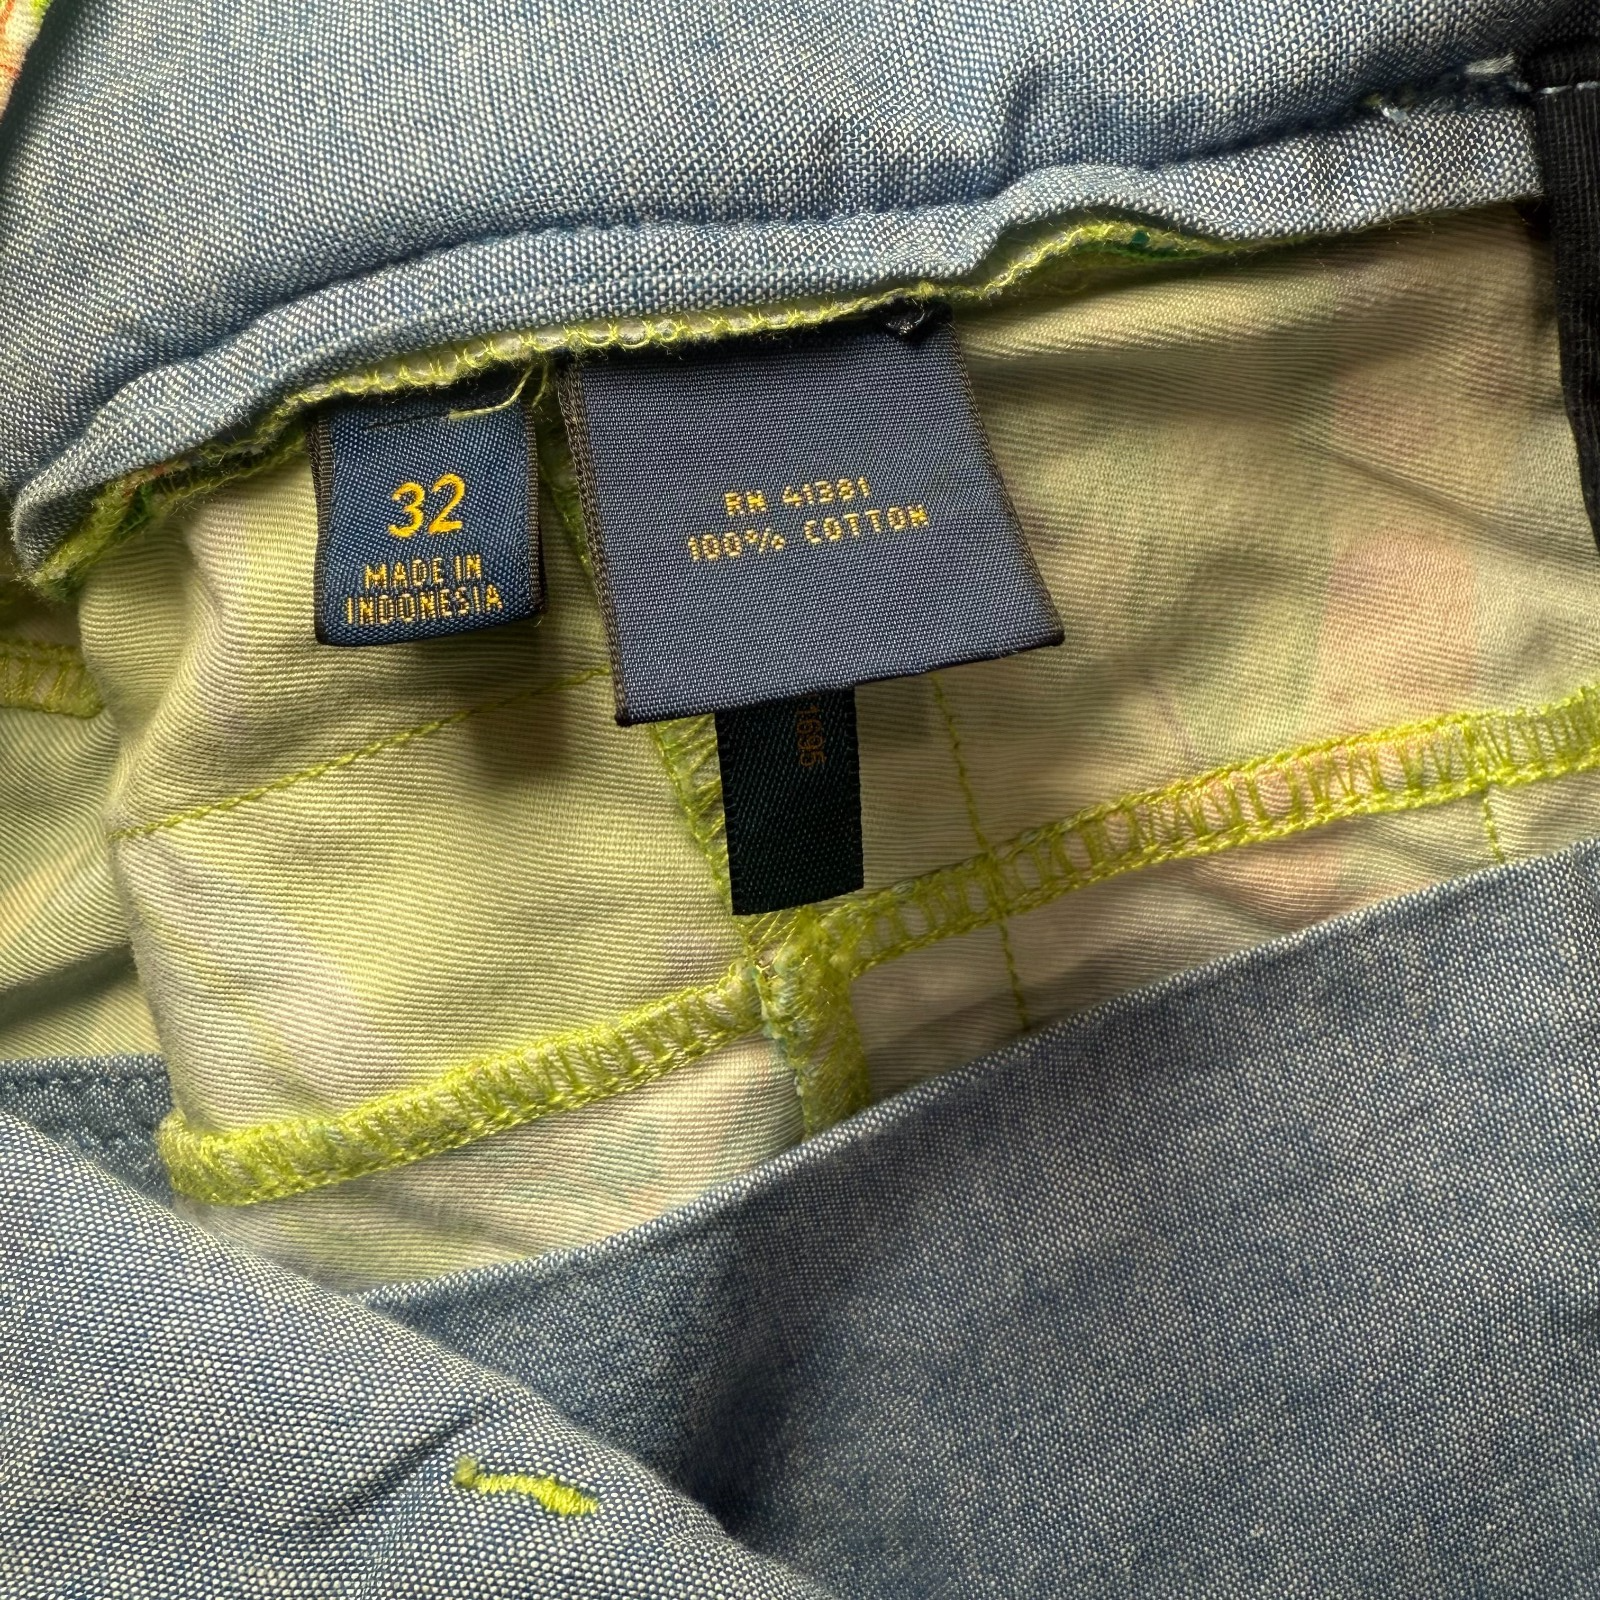 32
MADE IN
INDONESIA
RN 41381
100% COTTON